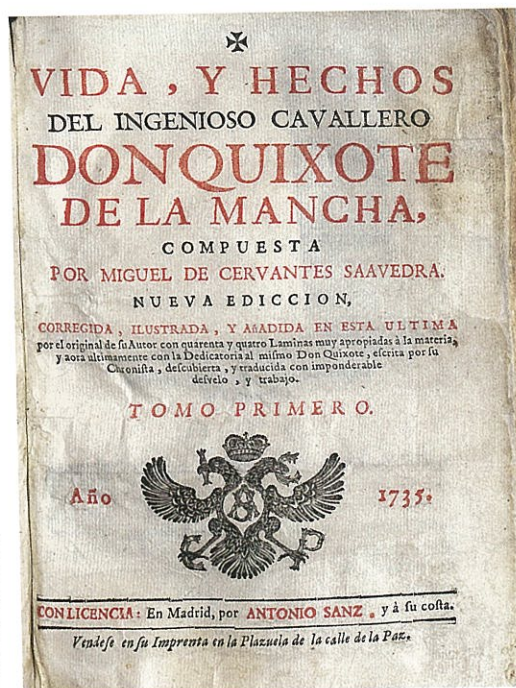 VIDA, Y HECHOS
DEL INGENIOSO CAVALLERO
DON QUIXOTE
DE LA MANCHA,
COMPUESTA
POR MIGUEL DE CERVANTES SAAVEDRA.
NUEVA EDICCION,
CORREGIDA, ILUSTRADA, Y AñADIDA EN ESTA ULTIMA
por el original de ſu Autor con quarenta y quatro Laminas muy apropiadas à la materia,
y aora ultimamente con la Dedicatoria al miſmo Don Quixote, eſcrita por ſu
Chroniſta, deſcubierta, y traducida con imponderable
deſvelo, y trabajo.
TOMO PRIMERO.
Año 1735.
CON LICENCIA: En Madrid, por ANTONIO SANZ, y à ſu coſta.
Vendeſe en ſu Imprenta en la Plazuela de la calle de la Paz.